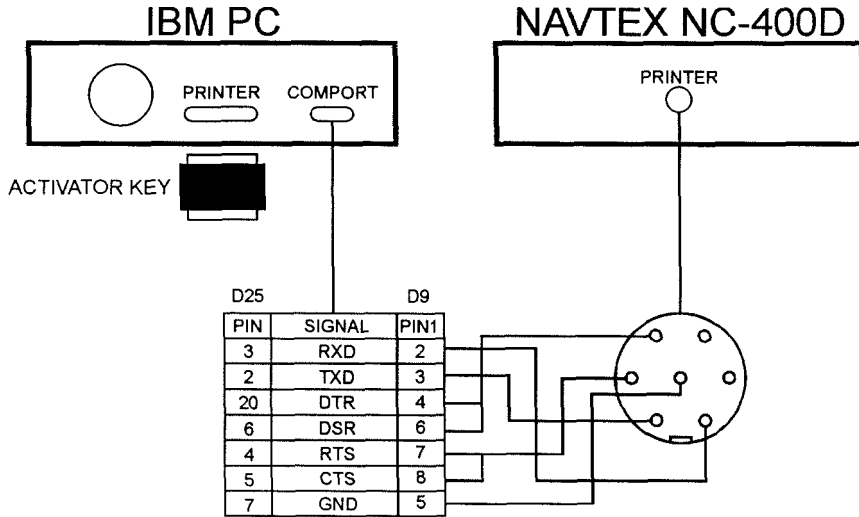 IBM PC
NAVTEX NC-400D
PRINTER
COMPORT
PRINTER
ACTIVATOR KEY
D25
D9
PIN SIGNAL PIN1
3 RXD 2
2 TXD 3
20 DTR 4
6 DSR 6
4 RTS 7
5 CTS 8
7 GND 5